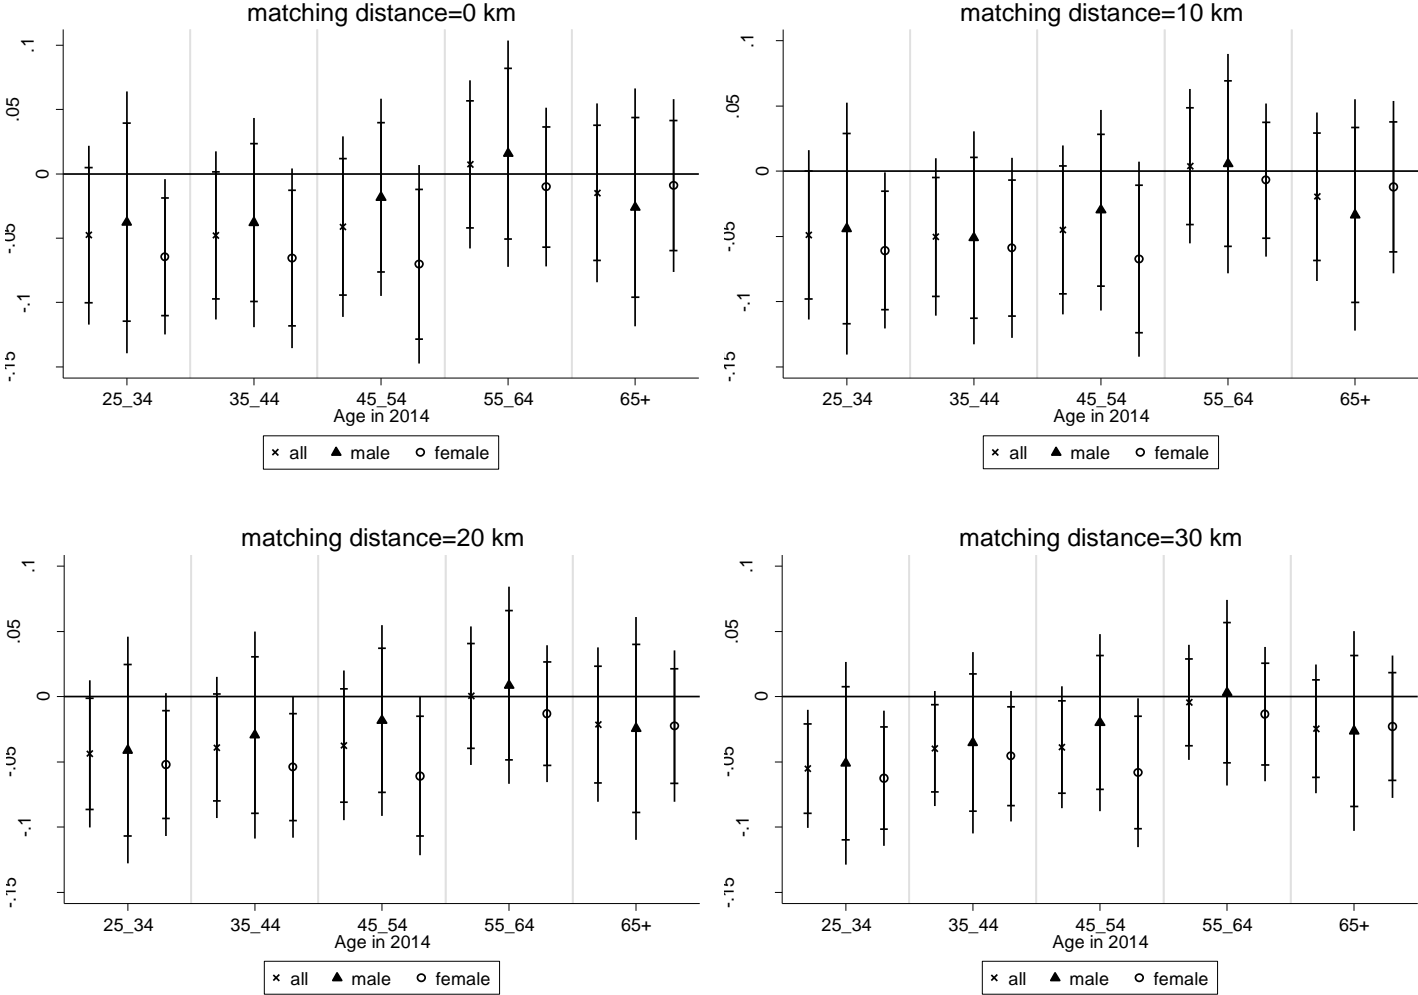 matching distance=0 km
.1
.05
0
-.05
-.1
-.15
25_34 35_44 45_54 55_64 65+
Age in 2014
all male female
matching distance=10 km
.1
.05
0
-.05
-.1
-.15
25_34 35_44 45_54 55_64 65+
Age in 2014
all male female
matching distance=20 km
.1
.05
0
-.05
-.1
-.15
25_34 35_44 45_54 55_64 65+
Age in 2014
all male female
matching distance=30 km
.1
.05
0
-.05
-.1
-.15
25_34 35_44 45_54 55_64 65+
Age in 2014
all male female